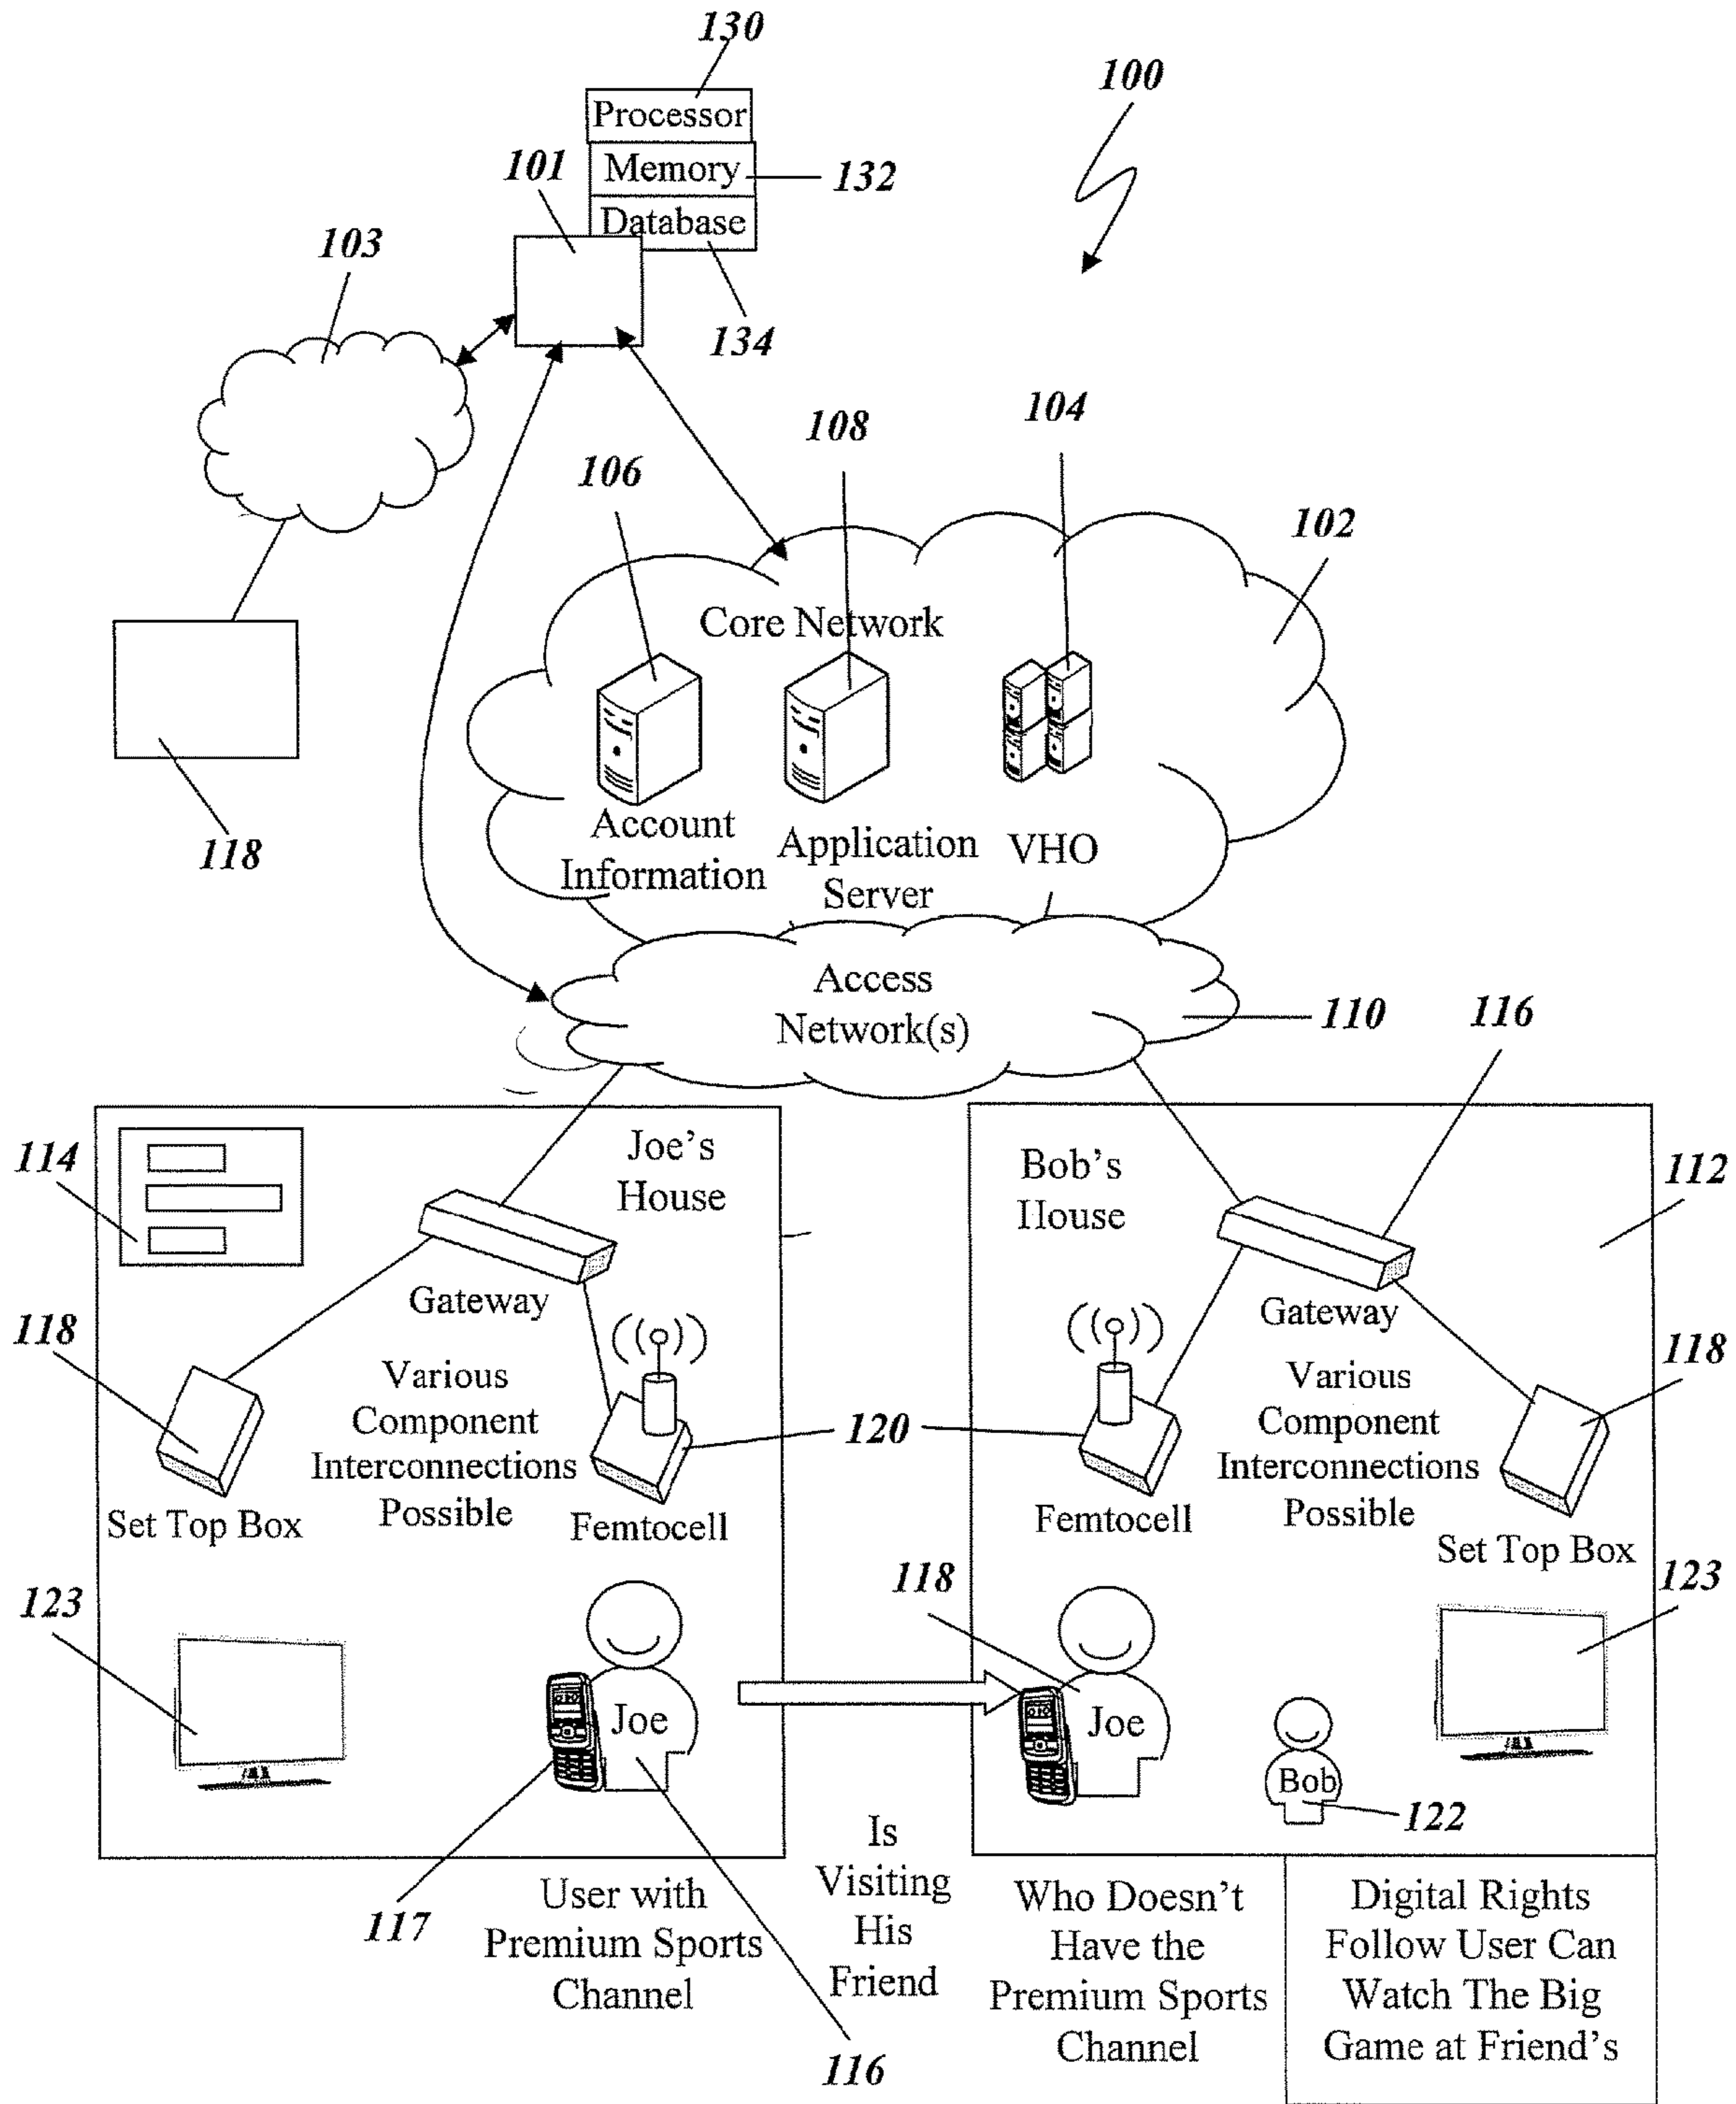 130
100
Processor
101
Memory
132
Database
103
134
104
108
106
102
Core Network
118
Account
Information
Application
Server
VHO
Access
Network(s)
110
116
114
Joe's
House
Gateway
118
Various
Component
Interconnections
Possible
Set Top Box
Femtocell
120
Bob's
House
112
Gateway
118
Various
Component
Interconnections
Possible
Femtocell
Set Top Box
123
Joe
118
Joe
Bob
122
123
117
User with
Premium Sports
Channel
116
Is
Visiting
His
Friend
Who Doesn't
Have the
Premium Sports
Channel
Digital Rights
Follow User Can
Watch The Big
Game at Friend's